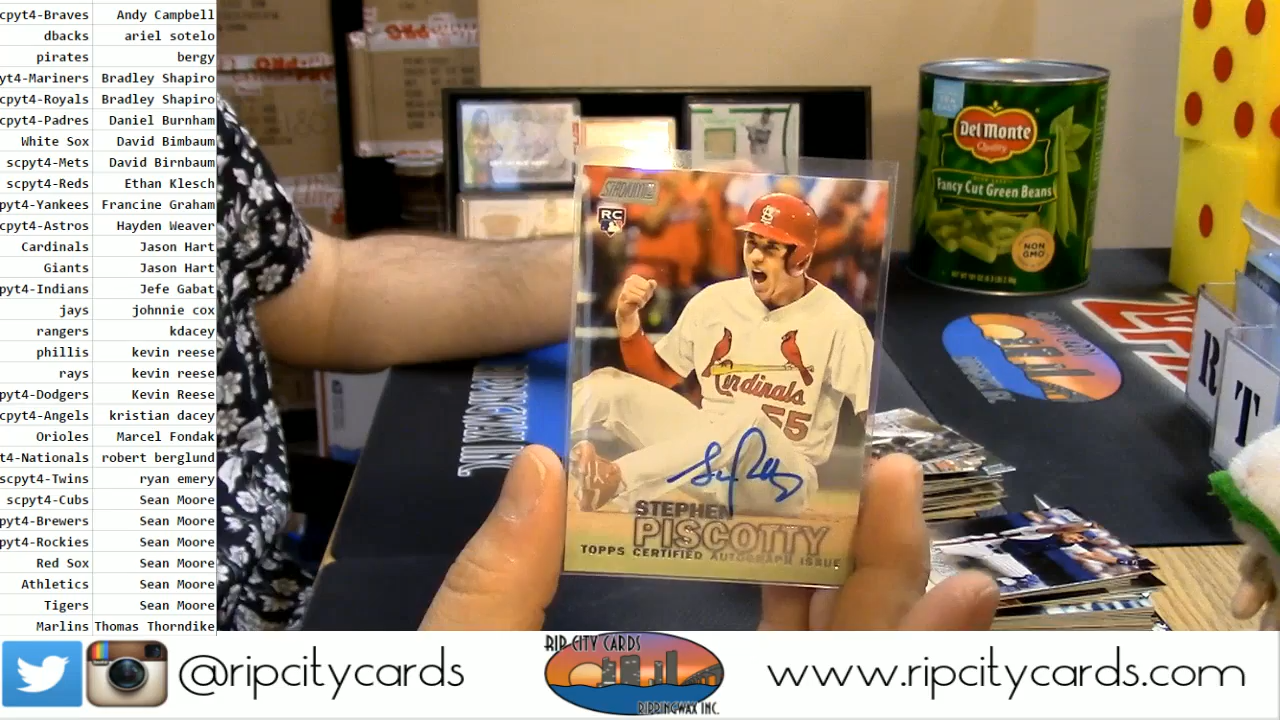 cpyt4-Braves Andy Campbell
dbacks ariel sotelo
pirates bergy
yt4-Mariners Bradley Shapiro
cpyt4-Royals Bradley Shapiro
cpyt4-Padres Daniel Burnham
White Sox David Bimbaum
scpyt4-Mets David Birnbaum
scpyt4-Reds Ethan Klesch
pyt4-Yankees Francine Graham
cpyt4-Astros Hayden Weaver
Cardinals Jason Hart
Giants Jason Hart
pyt4-Indians Jefe Gabat
jays johnnie cox
rangers kdacey
phillis kevin reese
rays kevin reese
pyt4-Dodgers Kevin Reese
cpyt4-Angels kristian dacey
Orioles Marcel Fondak
t4-Nationals robert berglund
cpyt4-Twins ryan emery
scpyt4-Cubs Sean Moore
pyt4-Brewers Sean Moore
pyt4-Rockies Sean Moore
Red Sox Sean Moore
Athletics Sean Moore
Tigers Sean Moore
Marlins Thomas Thorndike
STADIUM
RC
Cardinals
55
STEPHEN
PISCOTTY
TOPPS CERTIFIED AUTOGRAPH ISSUE
Del Monte
Quality
Fancy Cut Green Beans
NON
GMO
R
T
@ripcitycards
RIP CITY CARDS
RIPPINGWAX INC.
www.ripcitycards.com